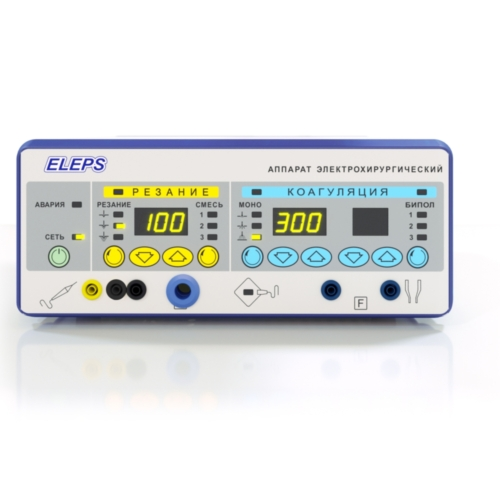 ELEPS
АППАРАТ ЭЛЕКТРОХИРУРГИЧЕСКИЙ
РЕЗАНИЕ
КОАГУЛЯЦИЯ
АВАРИЯ
РЕЗАНИЕ
СМЕСЬ
МОНО
БИПОЛ
100
300
1
2
3
1
2
3
СЕТЬ
F